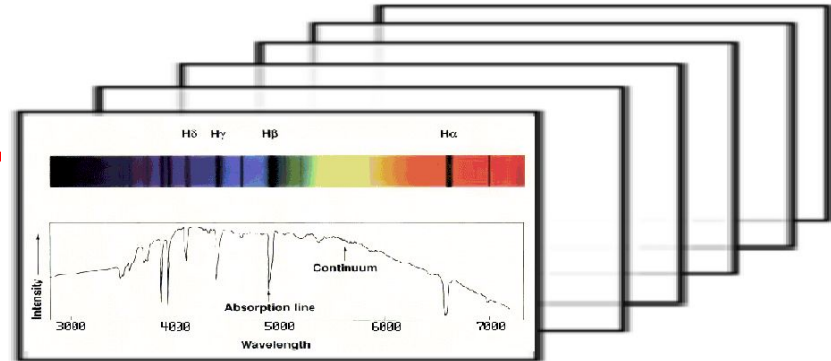 Hδ Hγ Hβ Hα
Intensity
Continuum
Absorption line
3000 4000 5000 6000 7000
Wavelength